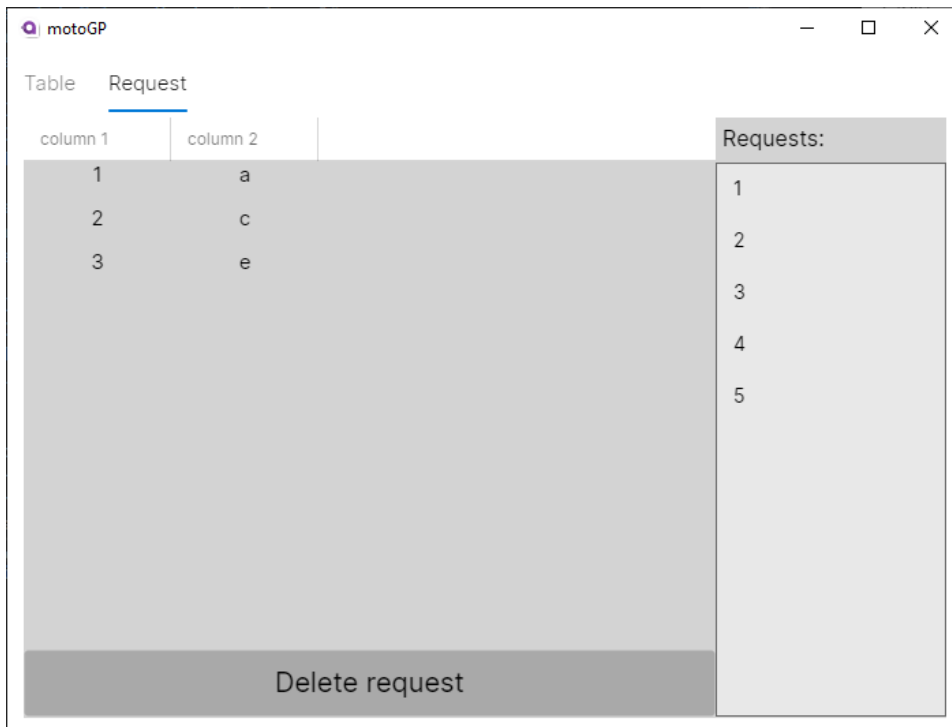 motoGP
Table Request
column 1 column 2 Requests:
1 a 1
2 c 2
3 e 3
4
5
Delete request